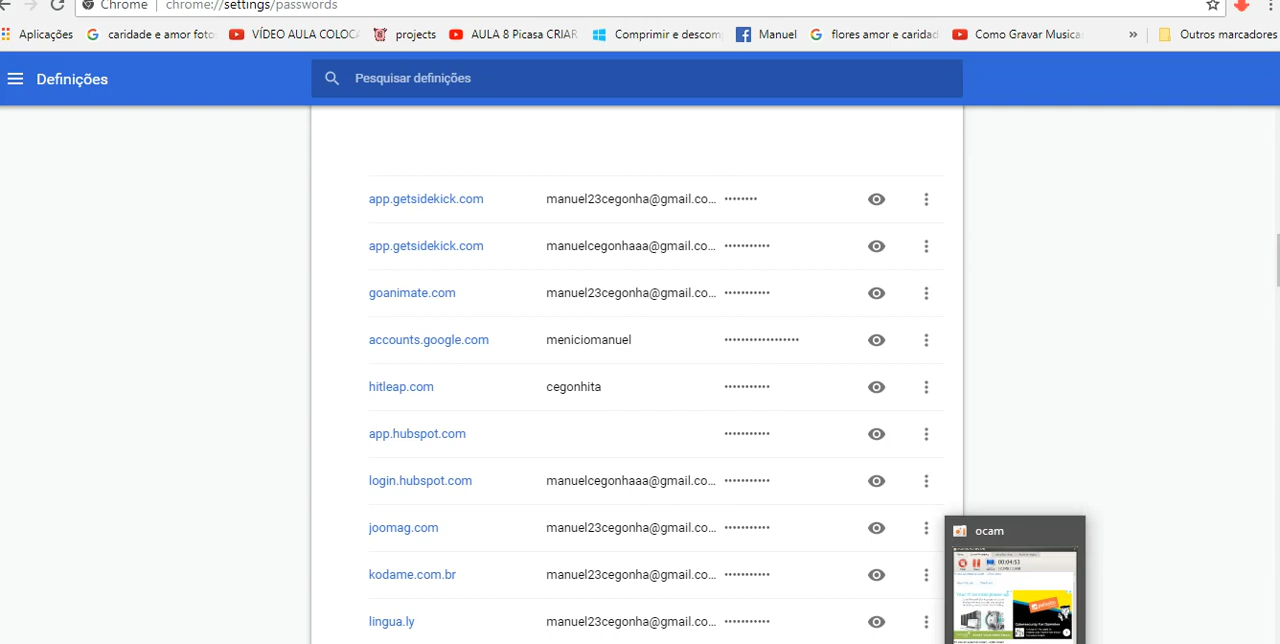 Chrome | chrome://settings/passwords
Aplicações caridade e amor foto VÍDEO AULA COLOCA projects AULA 8 Picasa CRIAR Comprimir e descom Manuel flores amor e caridad Como Gravar Musica » Outros marcadores
Definições Pesquisar definições
app.getsidekick.com manuel23cegonha@gmail.co... ••••••••
app.getsidekick.com manuelcegonhaaa@gmail.co... •••••••••••
goanimate.com manuel23cegonha@gmail.co... •••••••••••
accounts.google.com meniciomanuel ••••••••••••••••••
hitleap.com cegonhita •••••••••••
app.hubspot.com •••••••••••
login.hubspot.com manuelcegonhaaa@gmail.co... •••••••••••
joomag.com manuel23cegonha@gmail.co... •••••••••••
ocam
00:04:53
kodame.com.br manuel23cegonha@gmail.co... •••••••••••
lingua.ly manuel23cegonha@gmail.co... •••••••••••